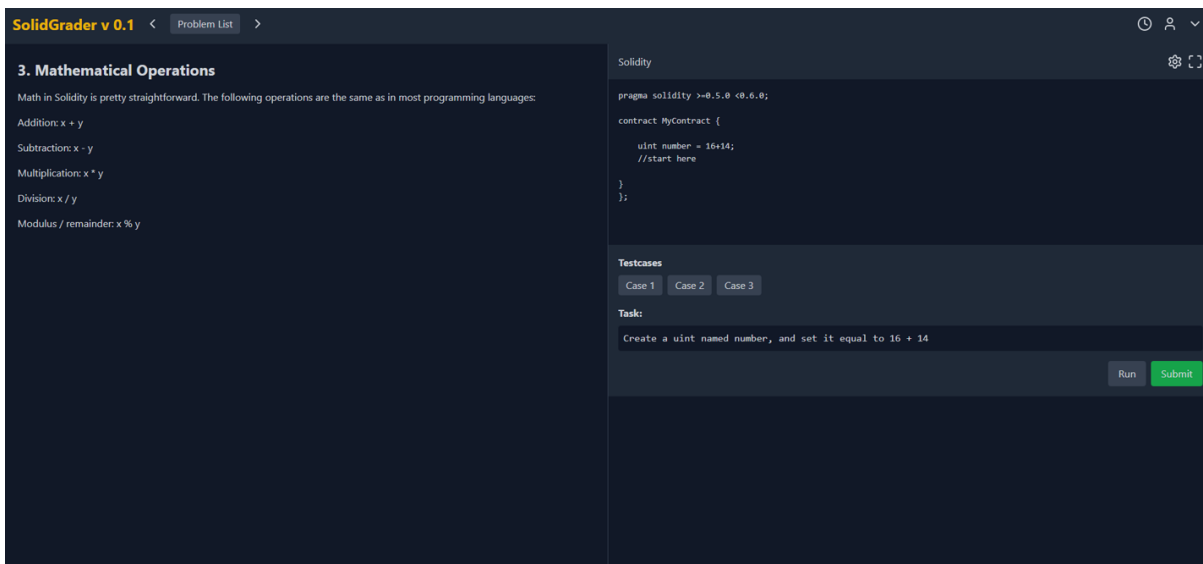 SolidGrader v 0.1 < Problem List >
3. Mathematical Operations
Math in Solidity is pretty straightforward. The following operations are the same as in most programming languages:
Addition: x + y
Subtraction: x - y
Multiplication: x * y
Division: x / y
Modulus / remainder: x % y
Solidity
pragma solidity >=0.5.0 <0.6.0;
contract MyContract {
uint number = 16+14;
//start here
}
};
Testcases
Case 1 Case 2 Case 3
Task:
Create a uint named number, and set it equal to 16 + 14
Run Submit